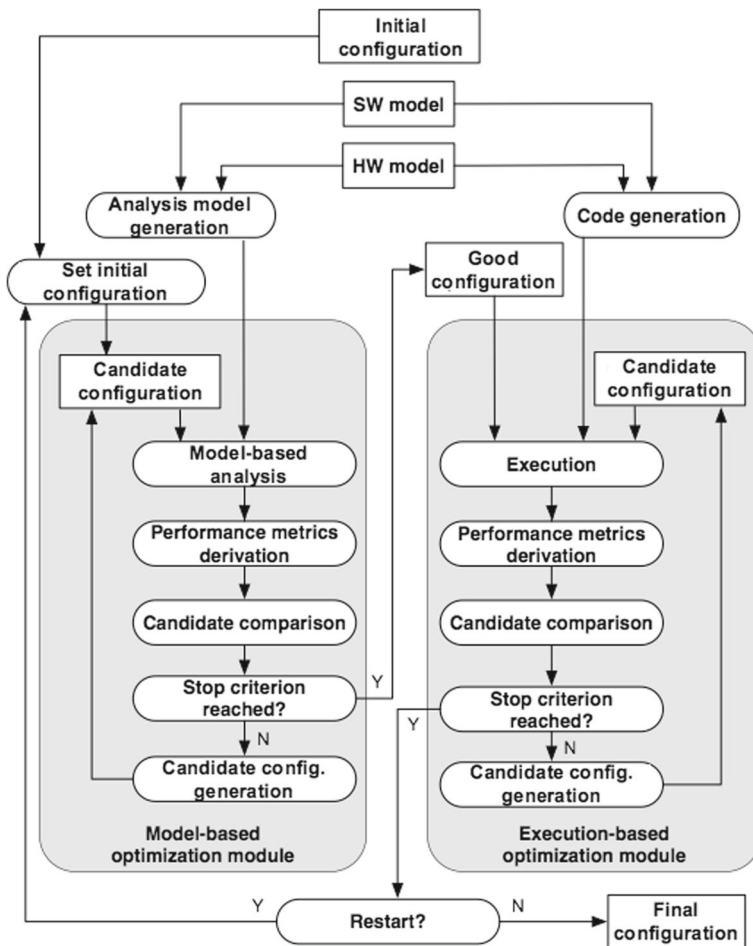 Initial
configuration
SW model
HW model
Analysis model
generation
Code generation
Set initial
configuration
Good
configuration
Candidate
configuration
Candidate
configuration
Model-based
analysis
Execution
Performance metrics
derivation
Performance metrics
derivation
Candidate comparison
Candidate comparison
Stop criterion
reached?
Y
Stop criterion
reached?
Y
N
N
Candidate config.
generation
Candidate config.
generation
Model-based
optimization module
Execution-based
optimization module
Y
Restart?
N
Final
configuration